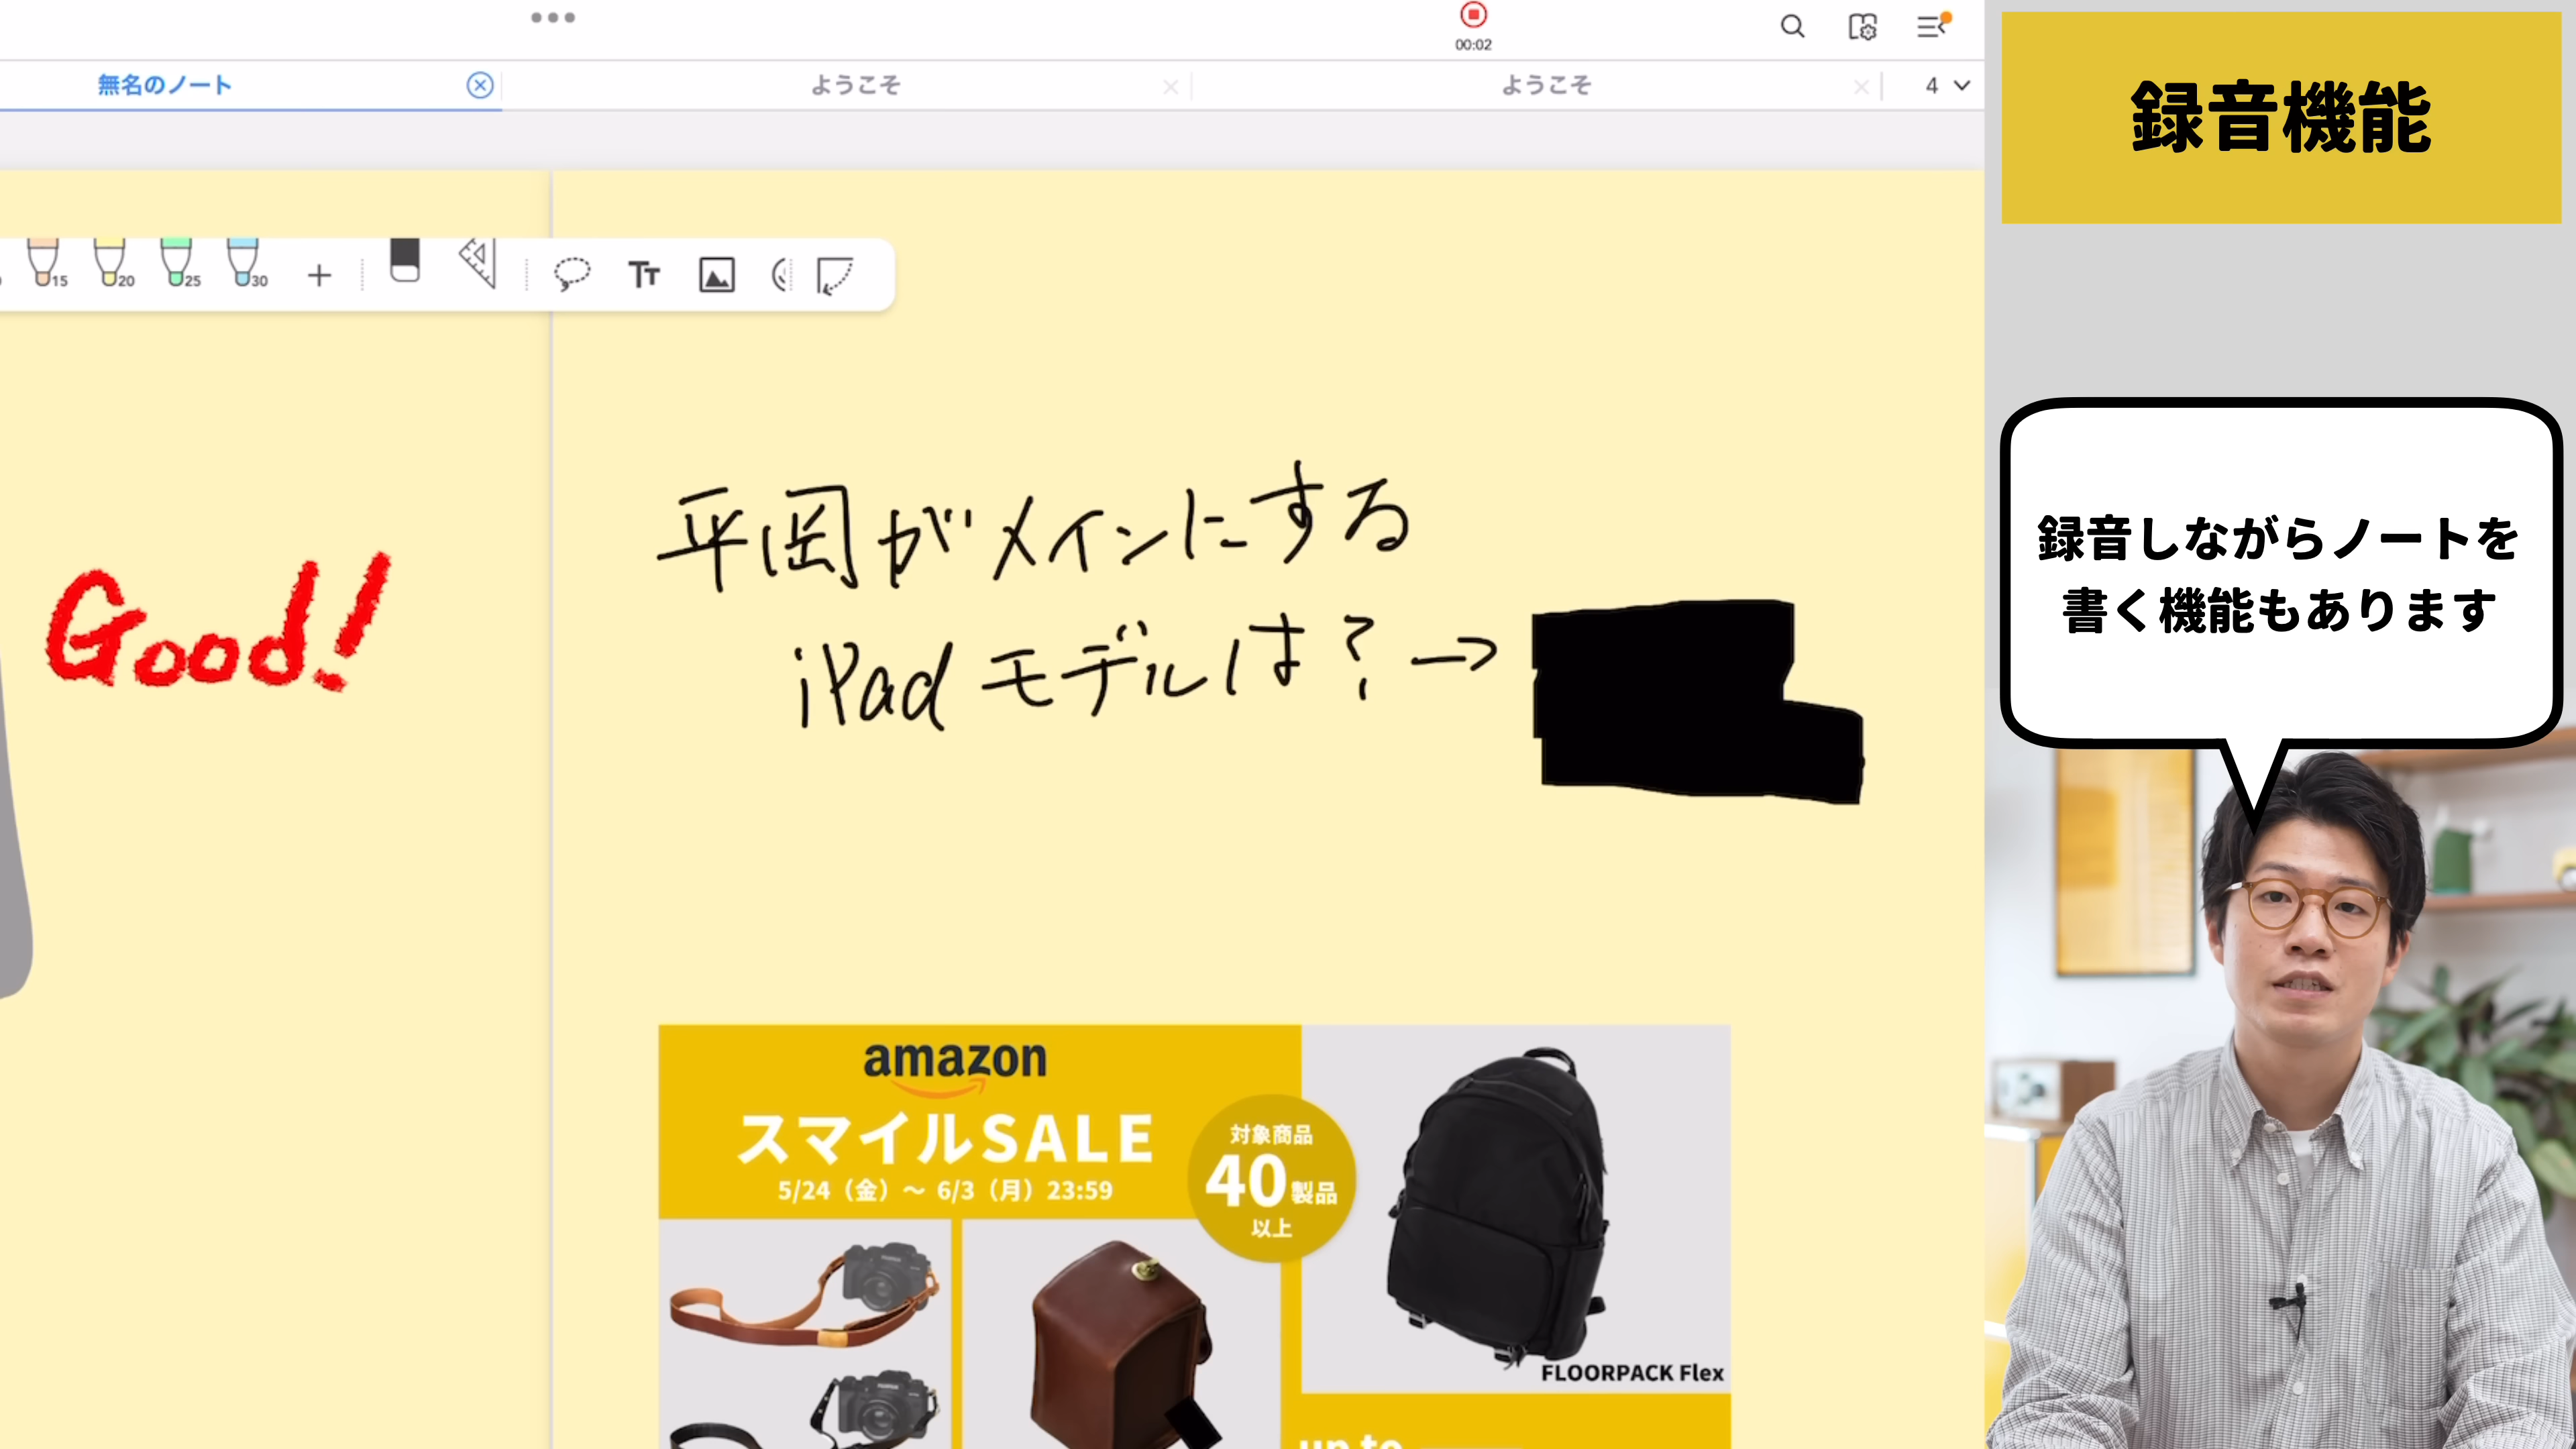 00:02
無名のノート
ようこそ
ようこそ
4
15
20
25
30
Tт
Good!
平岡がメインにする
iPadモデルは?→
amazon
スマイルSALE
5/24(金)〜 6/3(月)23:59
対象商品
40製品
以上
FLOORPACK Flex
up to
録音機能
録音しながらノートを
書く機能もあります